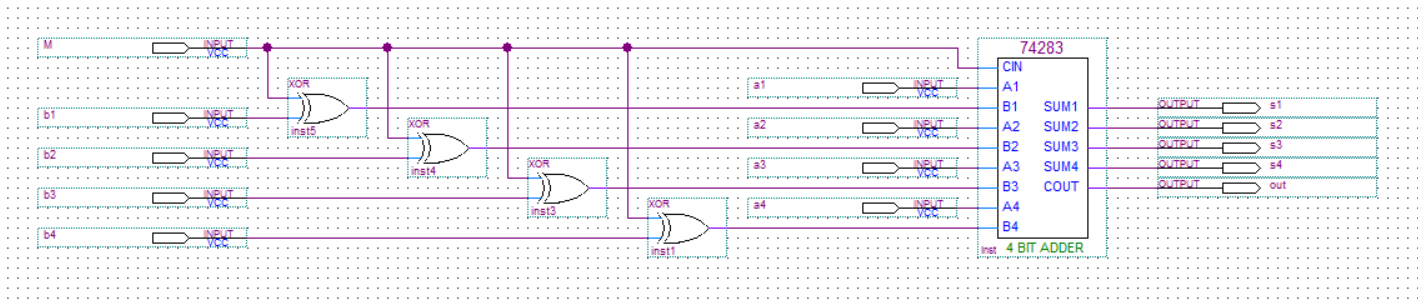 M INPUT VCC
74283
CIN
XOR
a1 INPUT VCC
A1
B1 SUM1 OUTPUT s1
b1 INPUT VCC
inst5
XOR
a2 INPUT VCC
A2 SUM2 OUTPUT s2
b2 INPUT VCC
B2 SUM3 OUTPUT s3
inst4
XOR
a3 INPUT VCC
A3 SUM4 OUTPUT s4
B3 COUT OUTPUT out
b3 INPUT VCC
inst3
XOR
a4 INPUT VCC
A4
B4
b4 INPUT VCC
inst1
inst 4 BIT ADDER